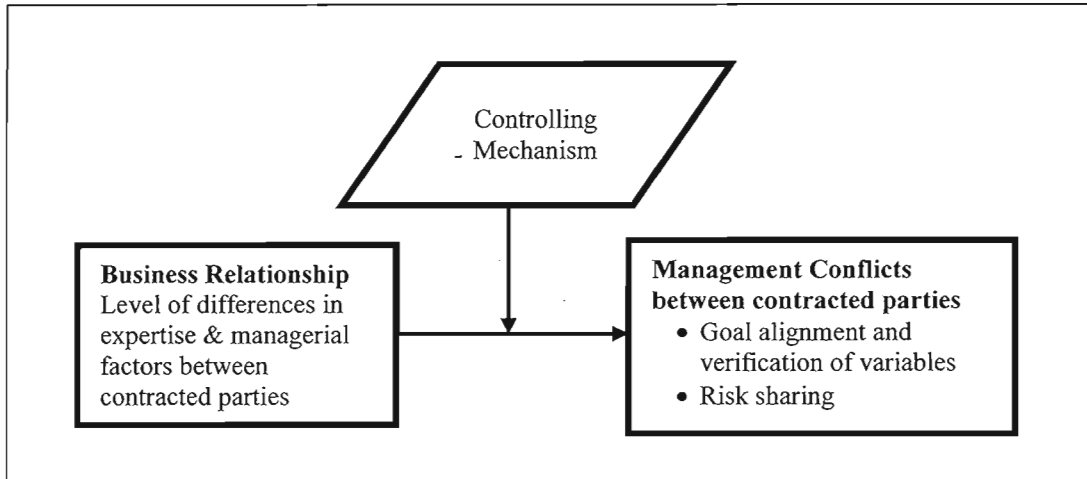 Controlling
Mechanism
Business Relationship
Level of differences in
expertise & managerial
factors between
contracted parties
Management Conflicts
between contracted parties
• Goal alignment and
verification of variables
• Risk sharing